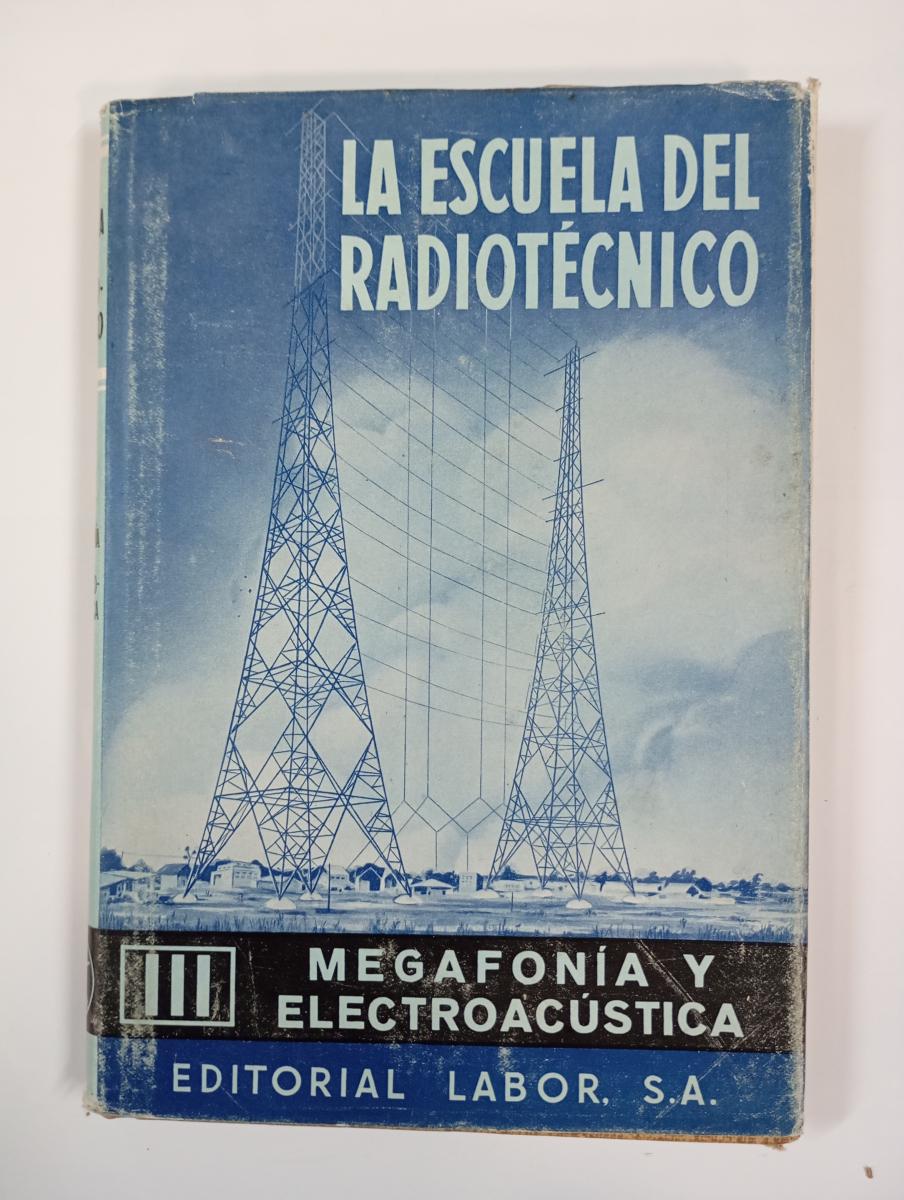 LA ESCUELA DEL
RADIOTÉCNICO
III
MEGAFONÍA Y
ELECTROACÚSTICA
EDITORIAL LABOR, S.A.